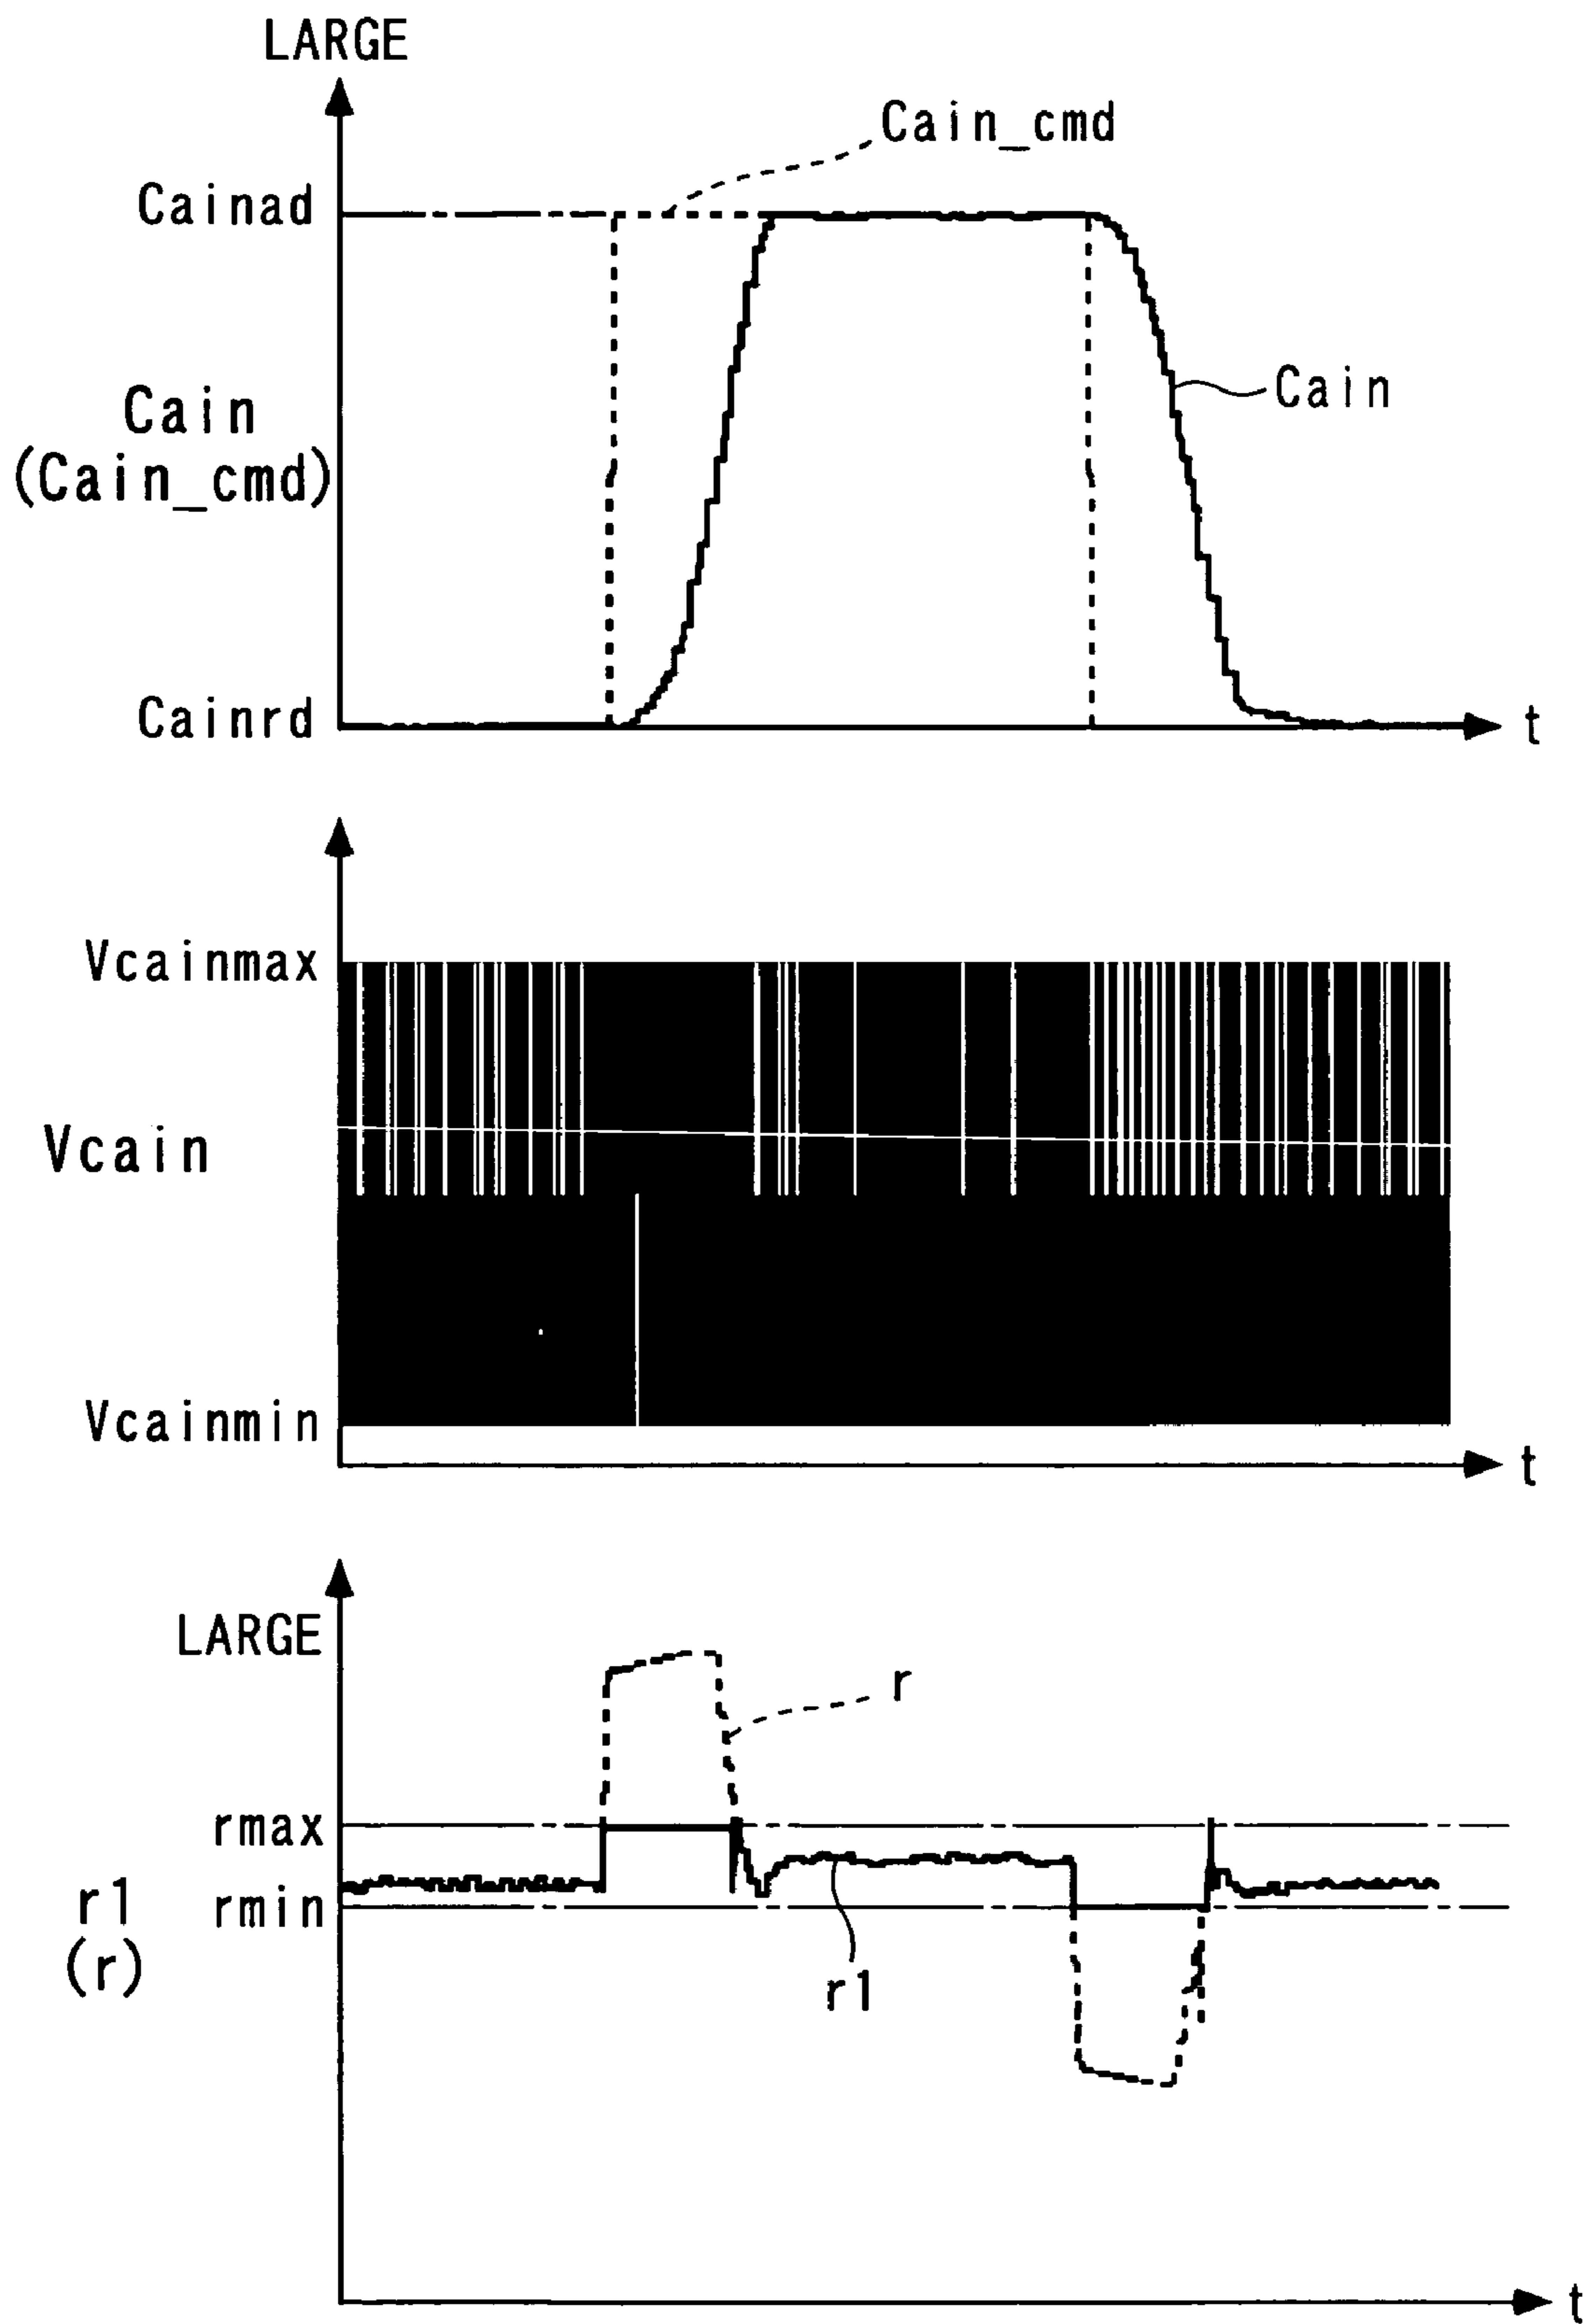 LARGE
Cain_cmd
Cainad
Cain
(Cain_cmd)
Cain
Cainrd
t
Vcainmax
Vcain
Vcainmin
t
LARGE
r
rmax
r1
(r)
rmin
r1
t